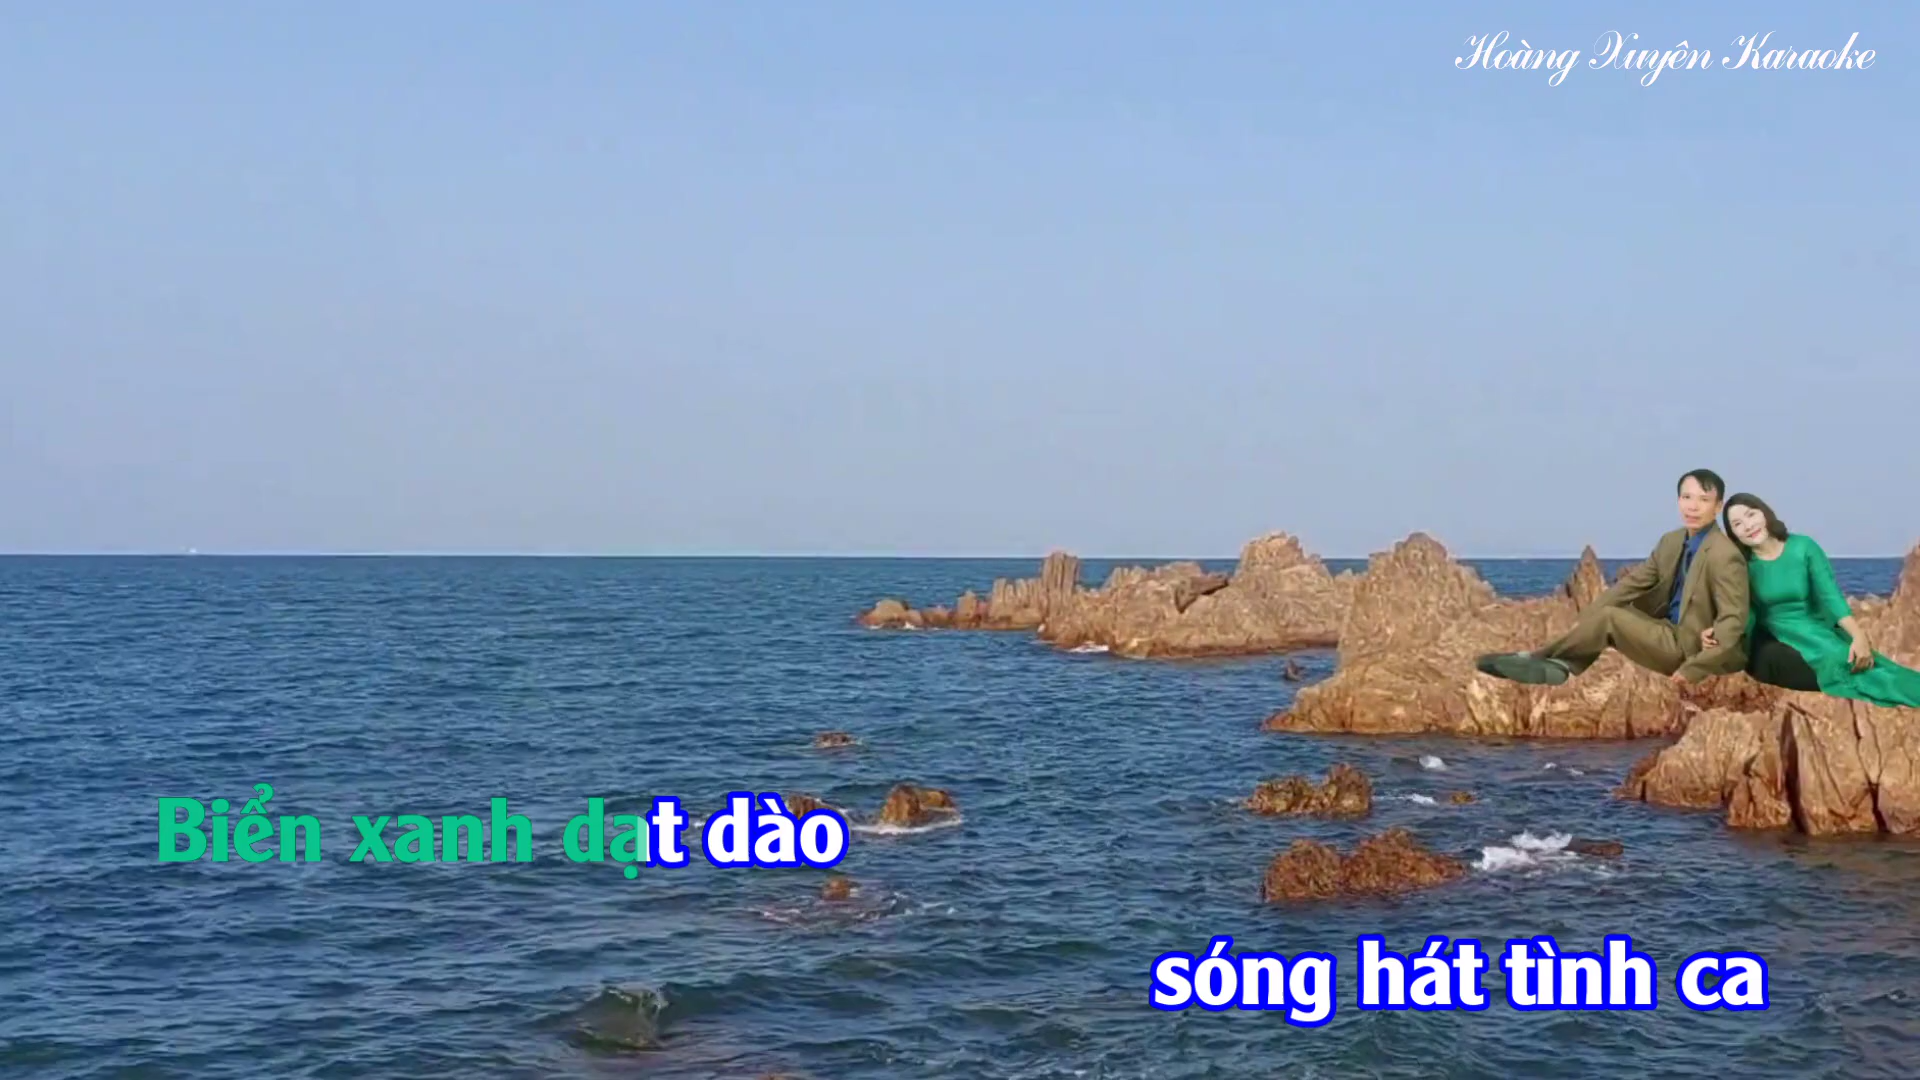 Hoàng Xuyên Karaoke
Biển xanh dạt dào
sóng hát tình ca